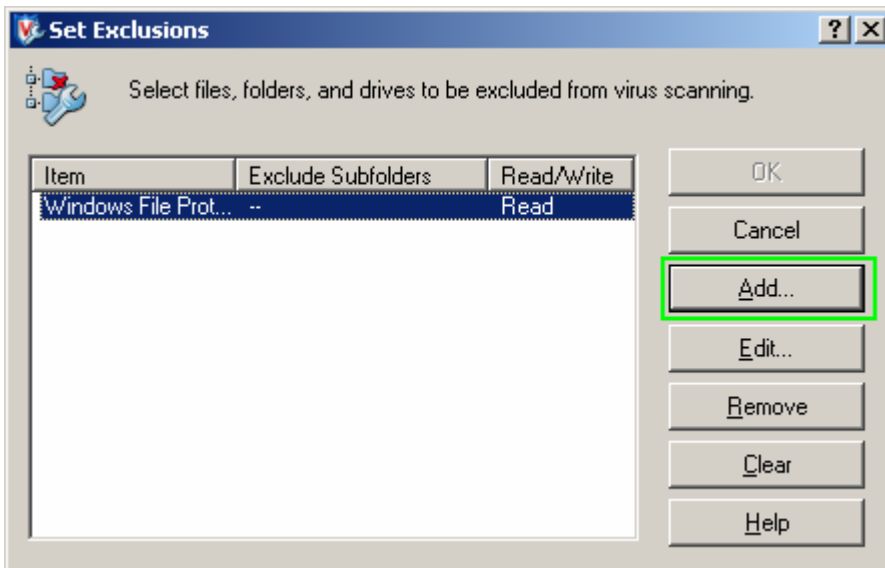 Set Exclusions
Select files, folders, and drives to be excluded from virus scanning.
Item Exclude Subfolders Read/Write
Windows File Prot... -- Read
OK
Cancel
Add...
Edit...
Remove
Clear
Help